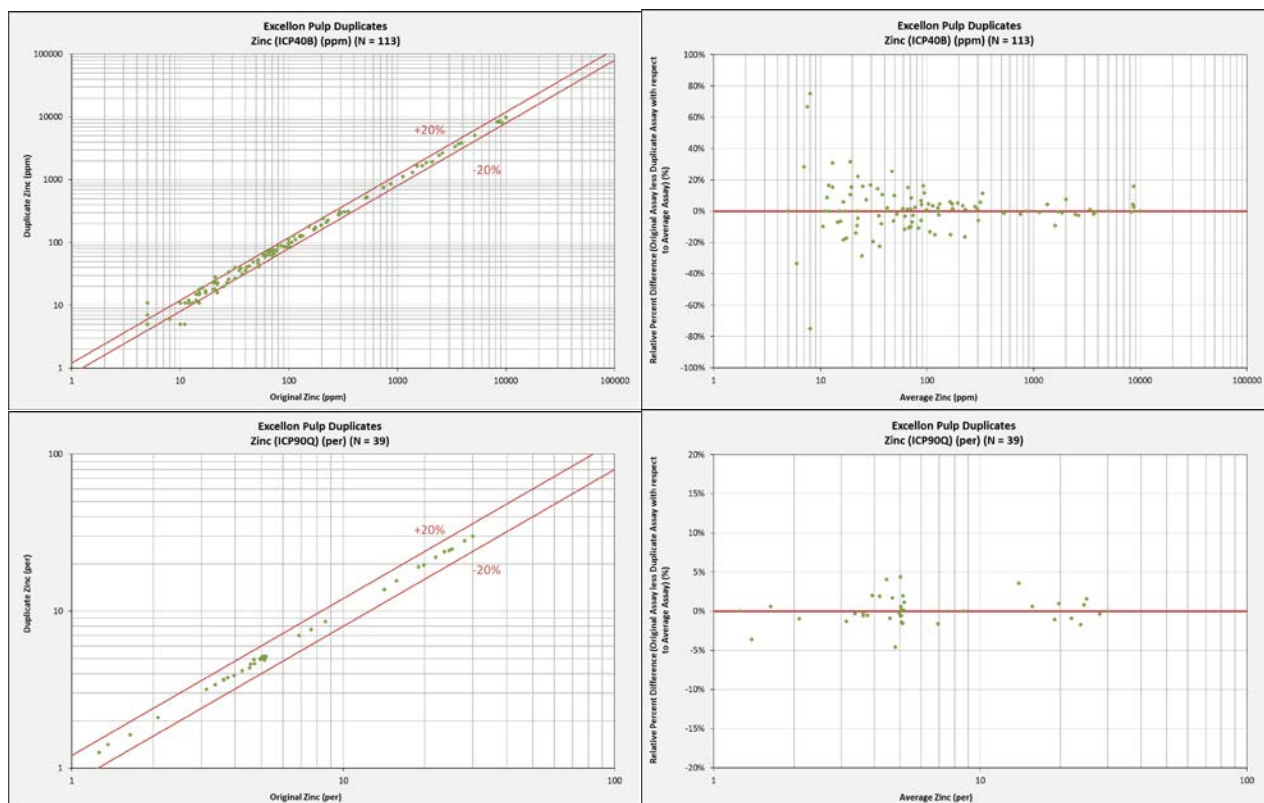 Excellon Pulp Duplicates
Zinc (ICP40B) (ppm) (N = 113)
100000
10000
1000
100
10
1
Duplicate Zinc (ppm)
+20%
-20%
1
10
100
1000
10000
100000
Original Zinc (ppm)
Excellon Pulp Duplicates
Zinc (ICP40B) (ppm) (N = 113)
Relative Percent Difference (Original Assay less Duplicate Assay with respect
to Average Assay) (%)
100%
80%
60%
40%
20%
0%
-20%
-40%
-60%
-80%
-100%
1
10
100
1000
10000
100000
Average Zinc (ppm)
Excellon Pulp Duplicates
Zinc (ICP90Q) (per) (N = 39)
100
10
1
Duplicate Zinc (per)
+20%
-20%
1
10
100
Original Zinc (per)
Excellon Pulp Duplicates
Zinc (ICP90Q) (per) (N = 39)
Relative Percent Difference (Original Assay less Duplicate Assay with respect
to Average Assay) (%)
20%
15%
10%
5%
0%
-5%
-10%
-15%
-20%
1
10
100
Average Zinc (per)